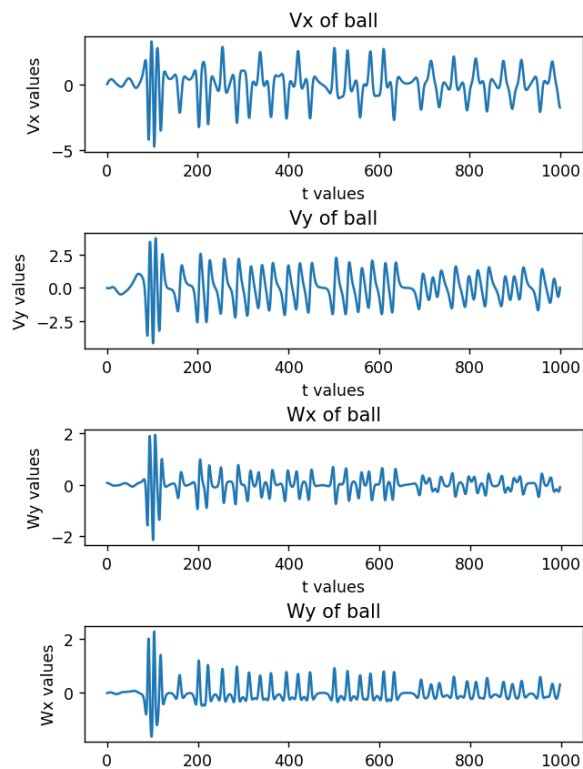 Vx of ball
0
−5
Vx values
0 200 400 600 800 1000
t values
Vy of ball
2.5
0.0
−2.5
Vy values
0 200 400 600 800 1000
t values
Wx of ball
2
0
−2
Wy values
0 200 400 600 800 1000
t values
Wy of ball
2
0
Wx values
0 200 400 600 800 1000